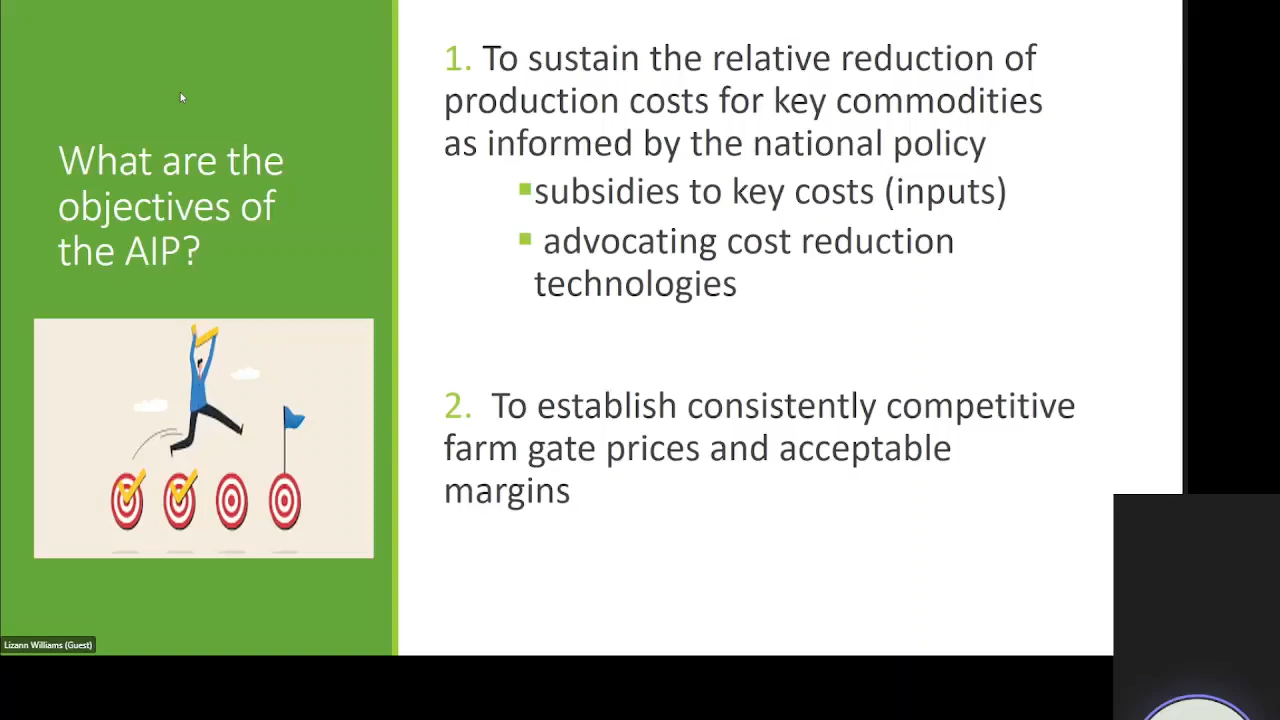 What are the
objectives of
the AIP?
1. To sustain the relative reduction of
production costs for key commodities
as informed by the national policy
▪subsidies to key costs (inputs)
▪ advocating cost reduction
technologies
2. To establish consistently competitive
farm gate prices and acceptable
margins
Lizann Williams (Guest)